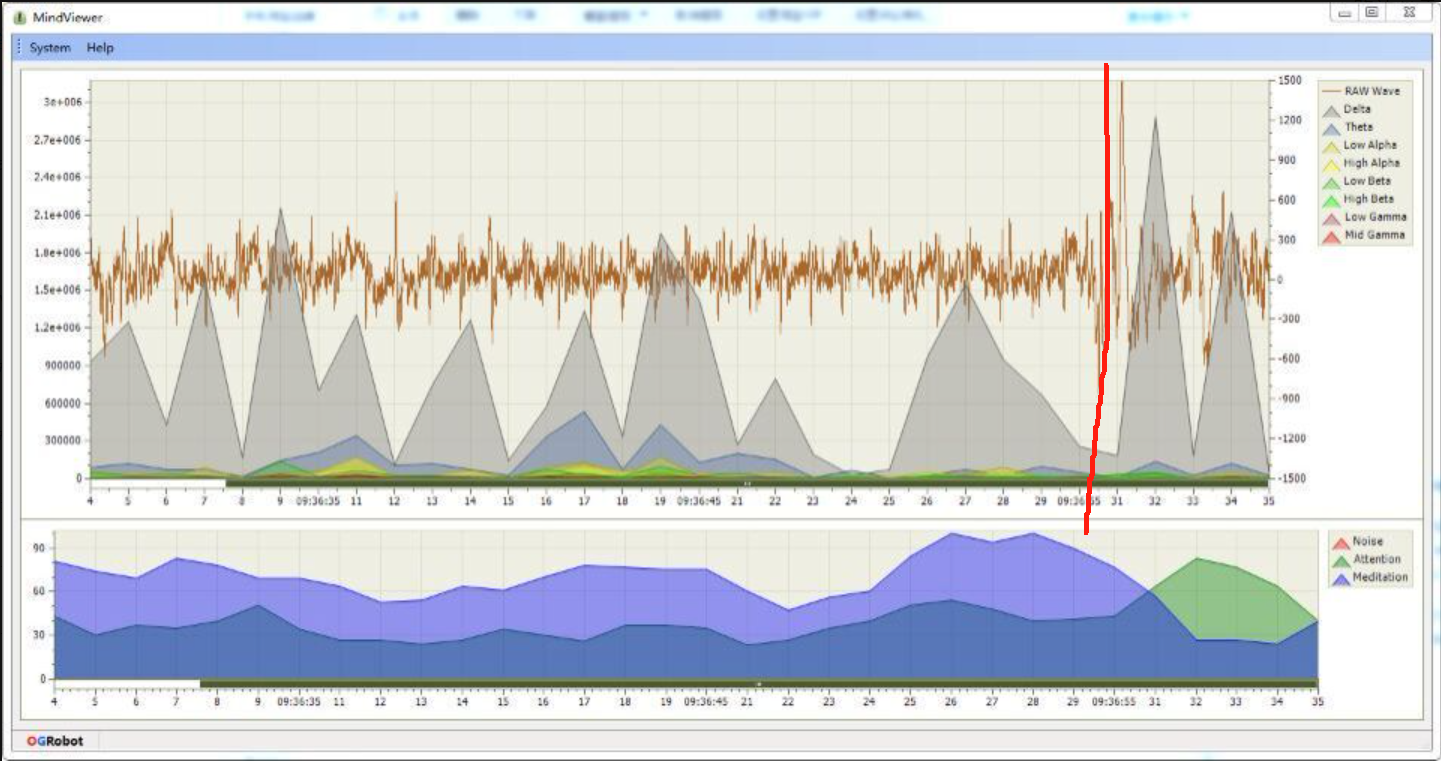 MindViewer
System Help
3e+006
2.7e+006
2.4e+006
2.1e+006
1.8e+006
1.5e+006
1.2e+006
900000
600000
300000
0
1500
1200
900
600
300
0
-300
-600
-900
-1200
-1500
RAW Wave
Delta
Theta
Low Alpha
High Alpha
Low Beta
High Beta
Low Gamma
Mid Gamma
4 5 6 7 8 9 09:36:35 11 12 13 14 15 16 17 18 19 09:36:45 21 22 23 24 25 26 27 28 29 09:36:55 31 32 33 34 35
90
60
30
0
Noise
Attention
Meditation
5 6 7 8 9 09:36:35 11 12 13 14 15 16 17 18 19 09:36:45 21 22 23 24 25 26 27 28 29 09:36:55 31 32 33 34 35
OGRobot